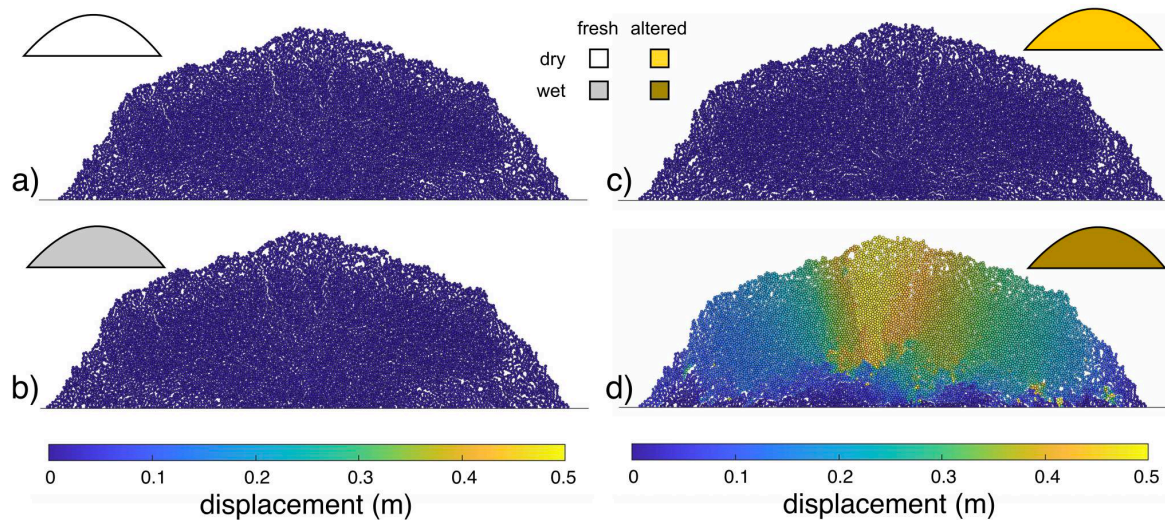 fresh altered
dry
wet
a)
c)
b)
d)
0 0.1 0.2 0.3 0.4 0.5
displacement (m)
0 0.1 0.2 0.3 0.4 0.5
displacement (m)